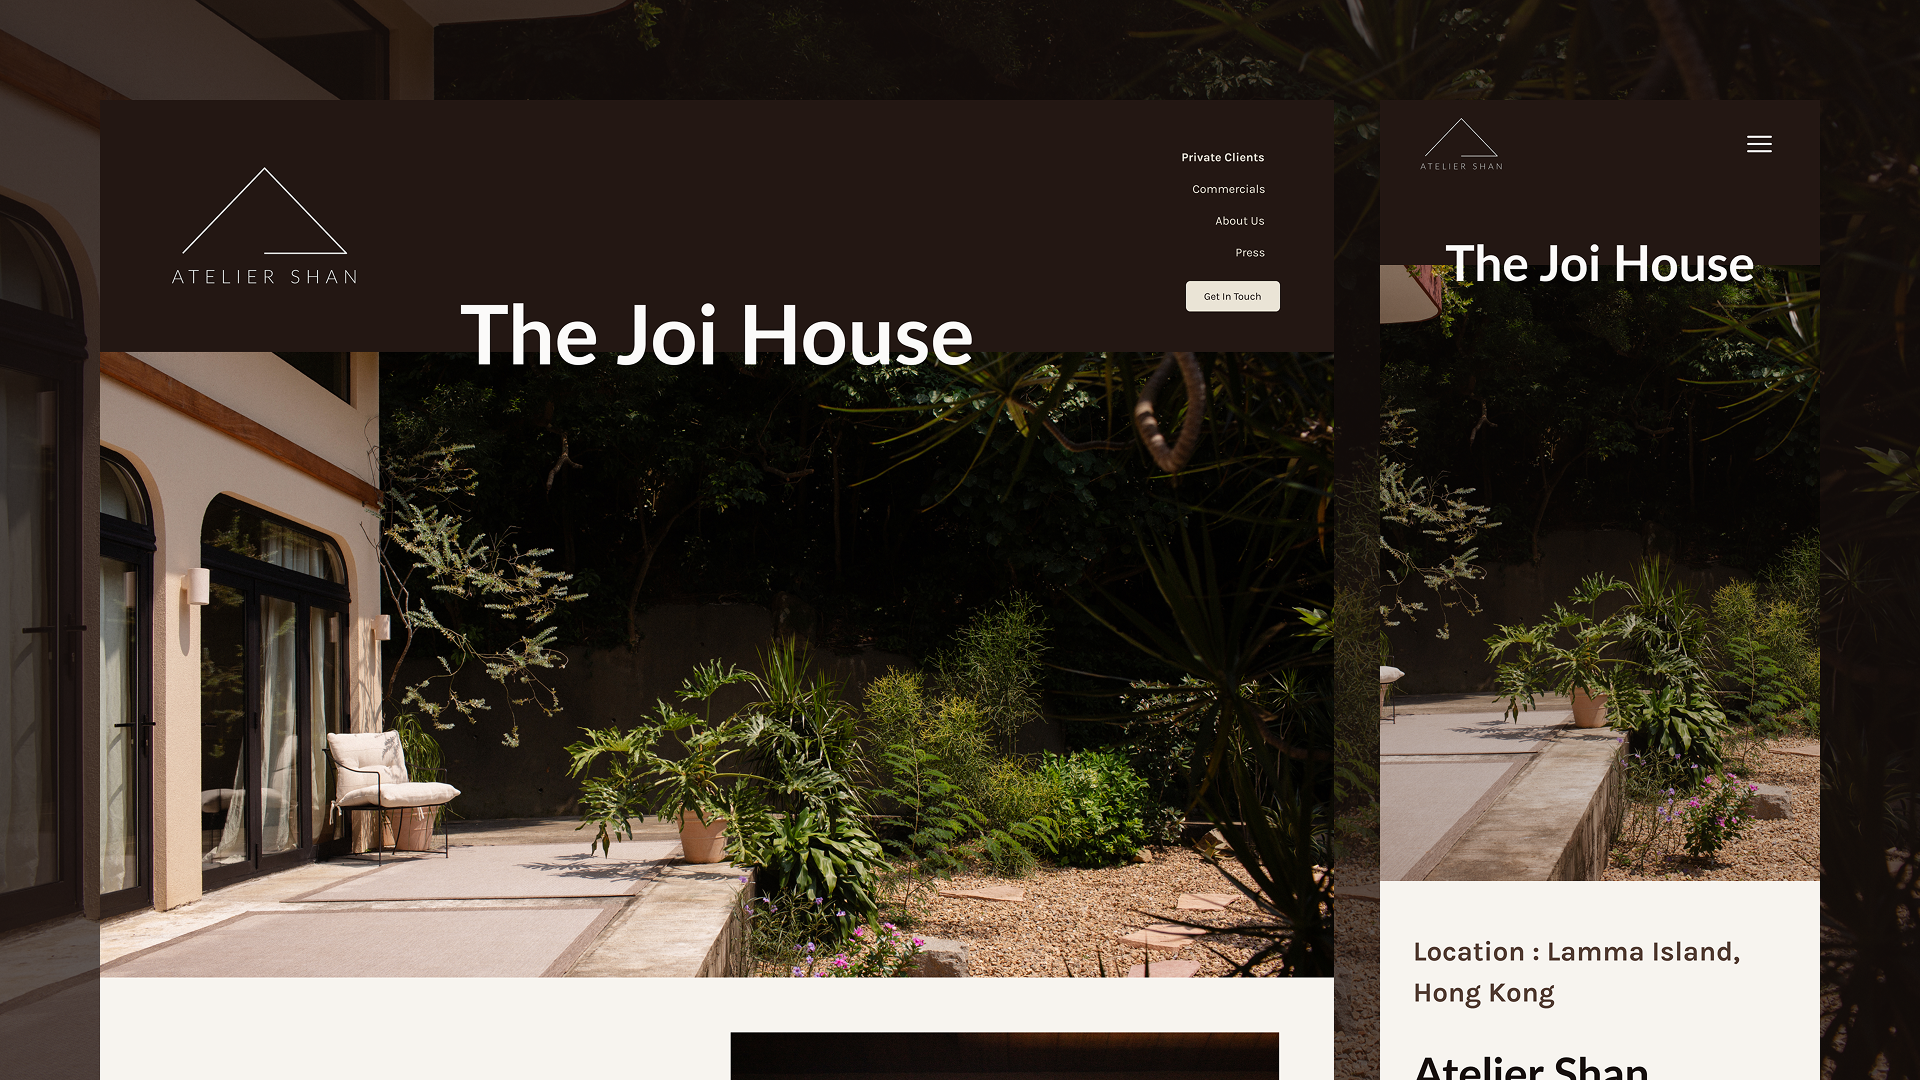 ATELIER SHAN
Private Clients
Commercials
About Us
Press
Get In Touch
The Joi House
ATELIER SHAN
The Joi House
Location : Lamma Island,
Hong Kong
Atelier Shan